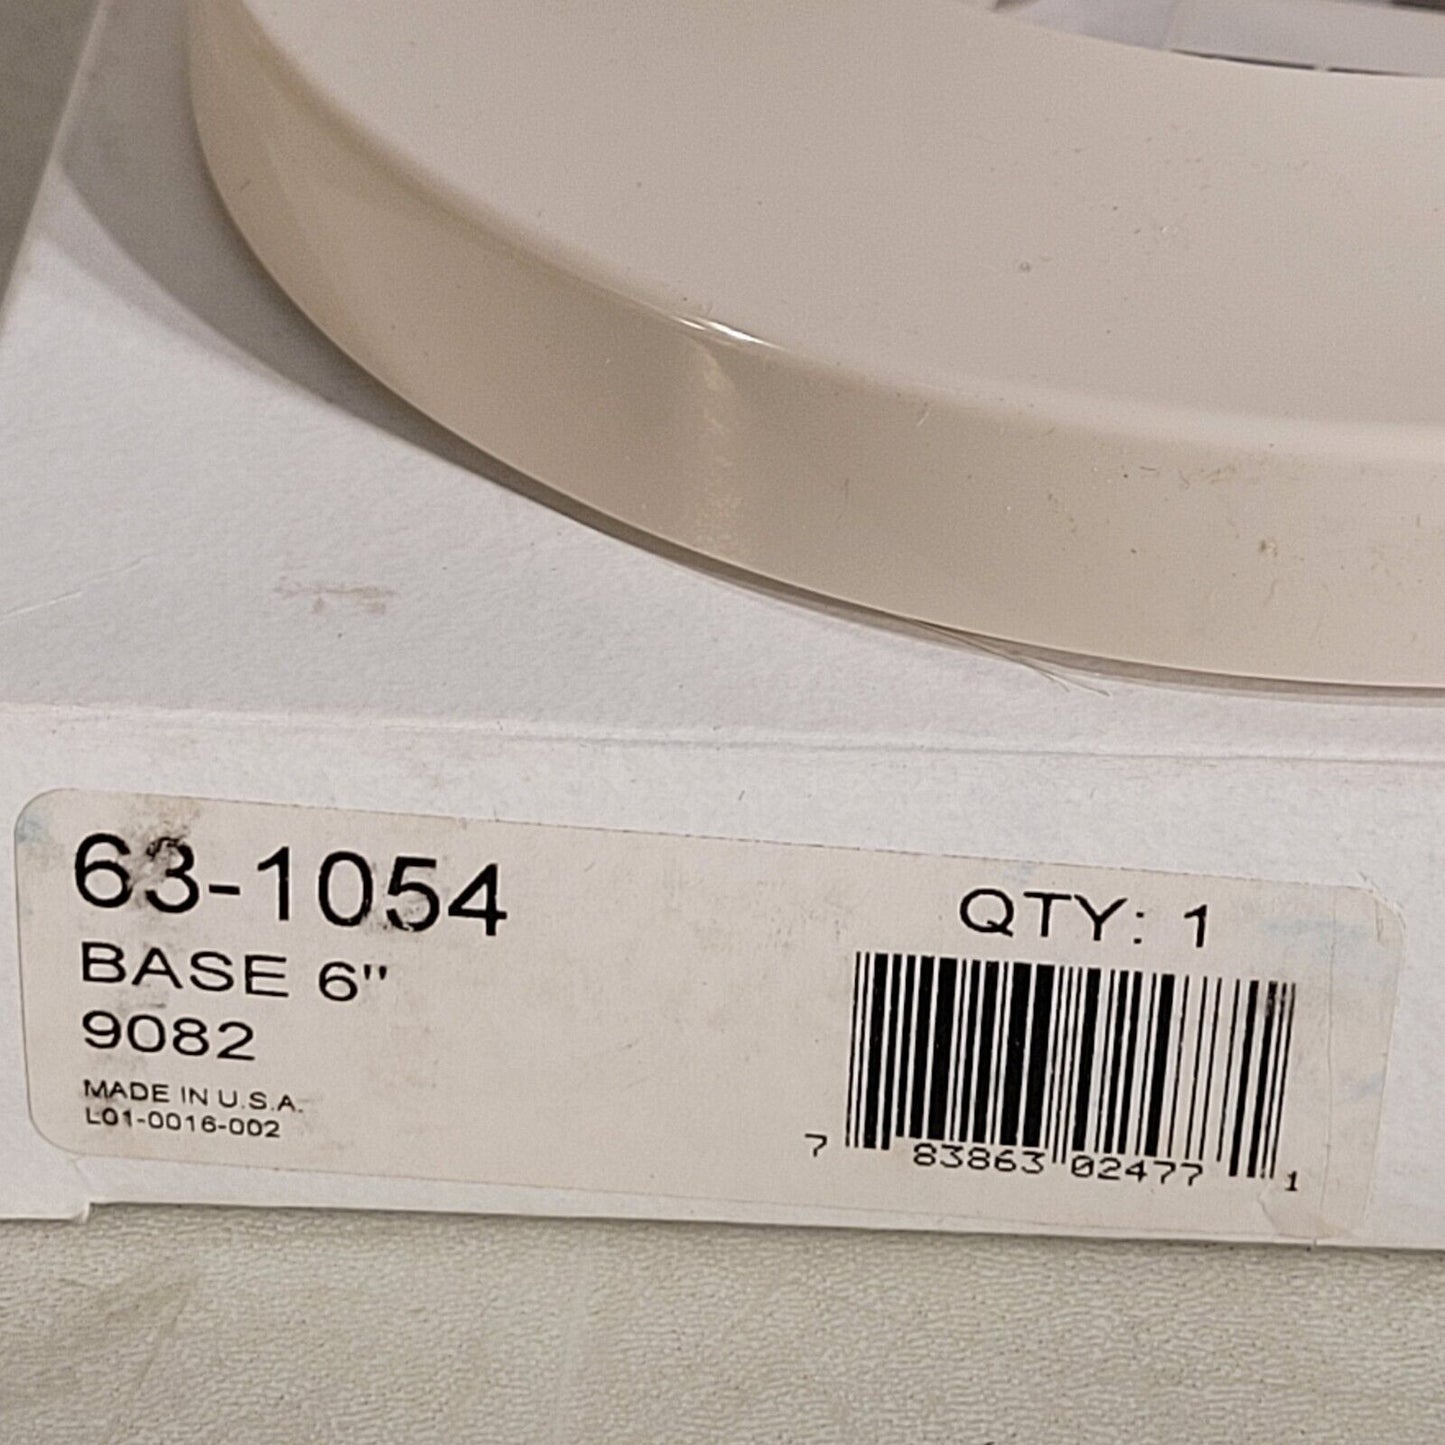 63-1054
BASE 6"
9082
MADE IN U.S.A.
L01-0016-002
QTY: 1
7 83863 02477 1